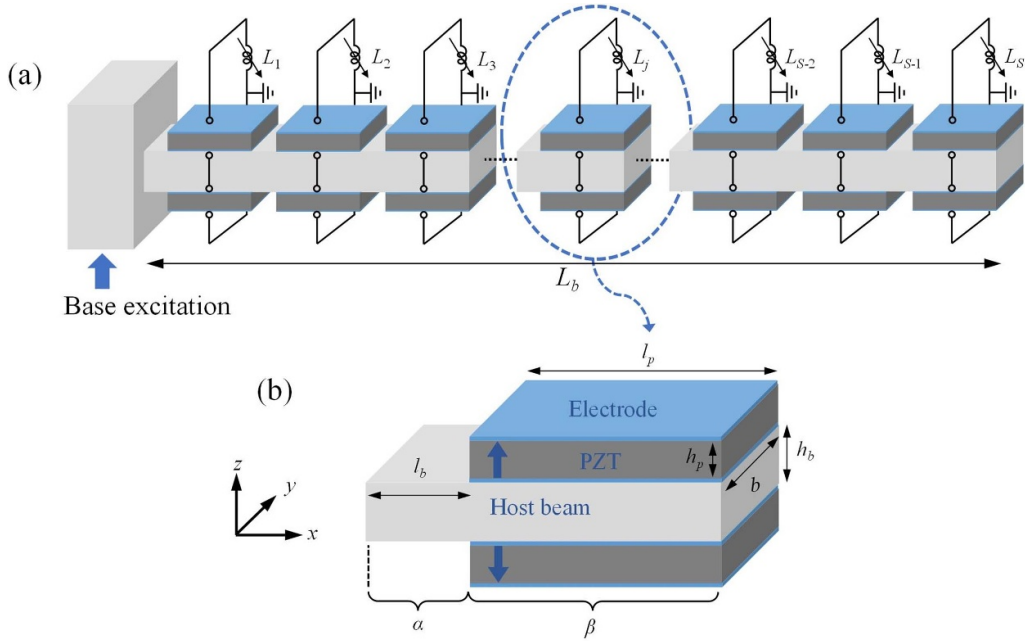 (a)
L1
L2
L3
Lj
LS-2
LS-1
LS
Lb
Base excitation
(b)
lp
Electrode
PZT
hp
hb
lb
b
Host beam
z
y
x
α
β